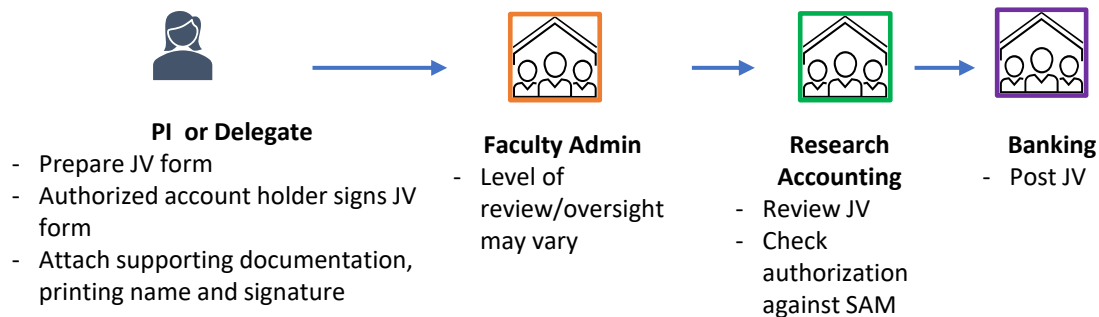 PI or Delegate
- Prepare JV form
- Authorized account holder signs JV
form
- Attach supporting documentation,
printing name and signature
Faculty Admin
- Level of
review/oversight
may vary
Research
Accounting
- Review JV
- Check
authorization
against SAM
Banking
- Post JV